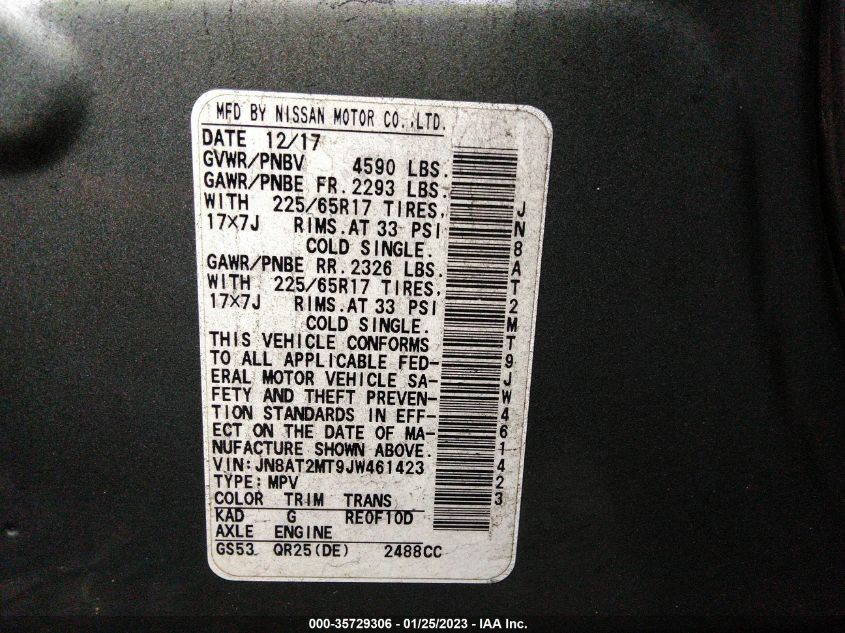 MFD BY NISSAN MOTOR CO.,LTD.
DATE 12/17
GVWR/PNBV 4590 LBS.
GAWR/PNBE FR. 2293 LBS.
WITH 225/65R17 TIRES,
17X7J RIMS.AT 33 PSI
COLD SINGLE.
GAWR/PNBE RR. 2326 LBS.
WITH 225/65R17 TIRES,
17X7J RIMS.AT 33 PSI
COLD SINGLE.
THIS VEHICLE CONFORMS
TO ALL APPLICABLE FED-
ERAL MOTOR VEHICLE SA-
FETY AND THEFT PREVEN-
TION STANDARDS IN EFF-
ECT ON THE DATE OF MA-
NUFACTURE SHOWN ABOVE.
VIN:JN8AT2MT9JW461423
TYPE:MPV
COLOR TRIM TRANS
KAD G RE0F10D
AXLE ENGINE
GS53 QR25(DE) 2488CC
JN8AT2MT9JW461423
000-35729306 - 01/25/2023 - IAA Inc.